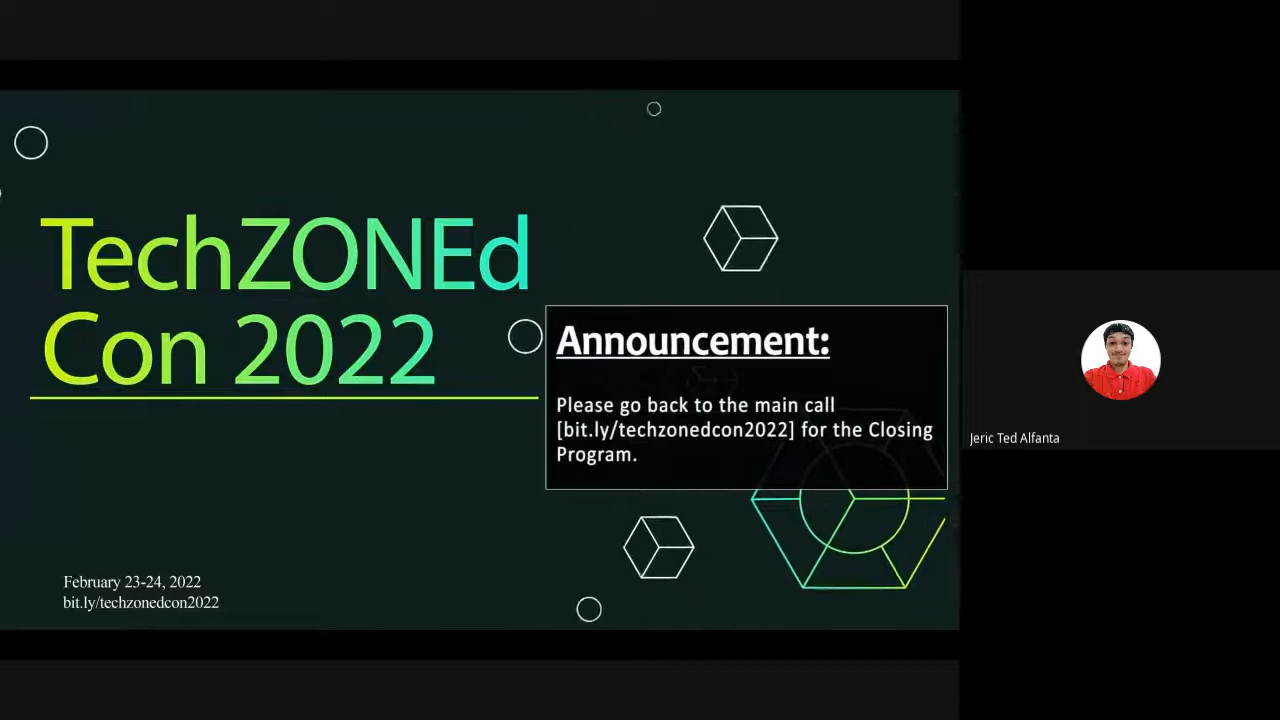 TechZONEd
Con 2022
Announcement:
Please go back to the main call
[bit.ly/techzonedcon2022] for the Closing
Program.
February 23-24, 2022
bit.ly/techzonedcon2022
Jeric Ted Alfanta